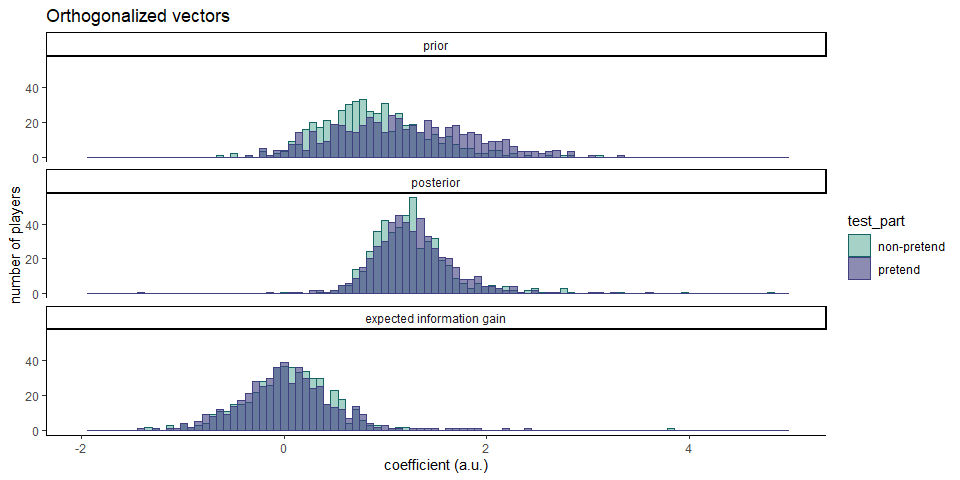 Orthogonalized vectors
prior
40
20
0
posterior
40
20
0
expected information gain
40
20
0
-2
0
2
4
coefficient (a.u.)
number of players
test_part
non-pretend
pretend